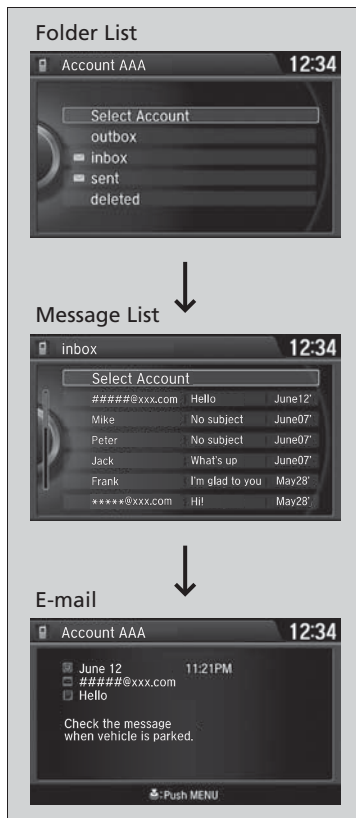 Folder List
Account AAA 12:34
Select Account
outbox
inbox
sent
deleted
Message List
inbox 12:34
Select Account
#####@xxx.com Hello June12'
Mike No subject June07'
Peter No subject June07'
Jack What's up June07'
Frank I'm glad to you May28'
*****@xxx.com Hi! May28'
E-mail
Account AAA 12:34
June 12 11:21PM
#####@xxx.com
Hello
Check the message
when vehicle is parked.
:Push MENU